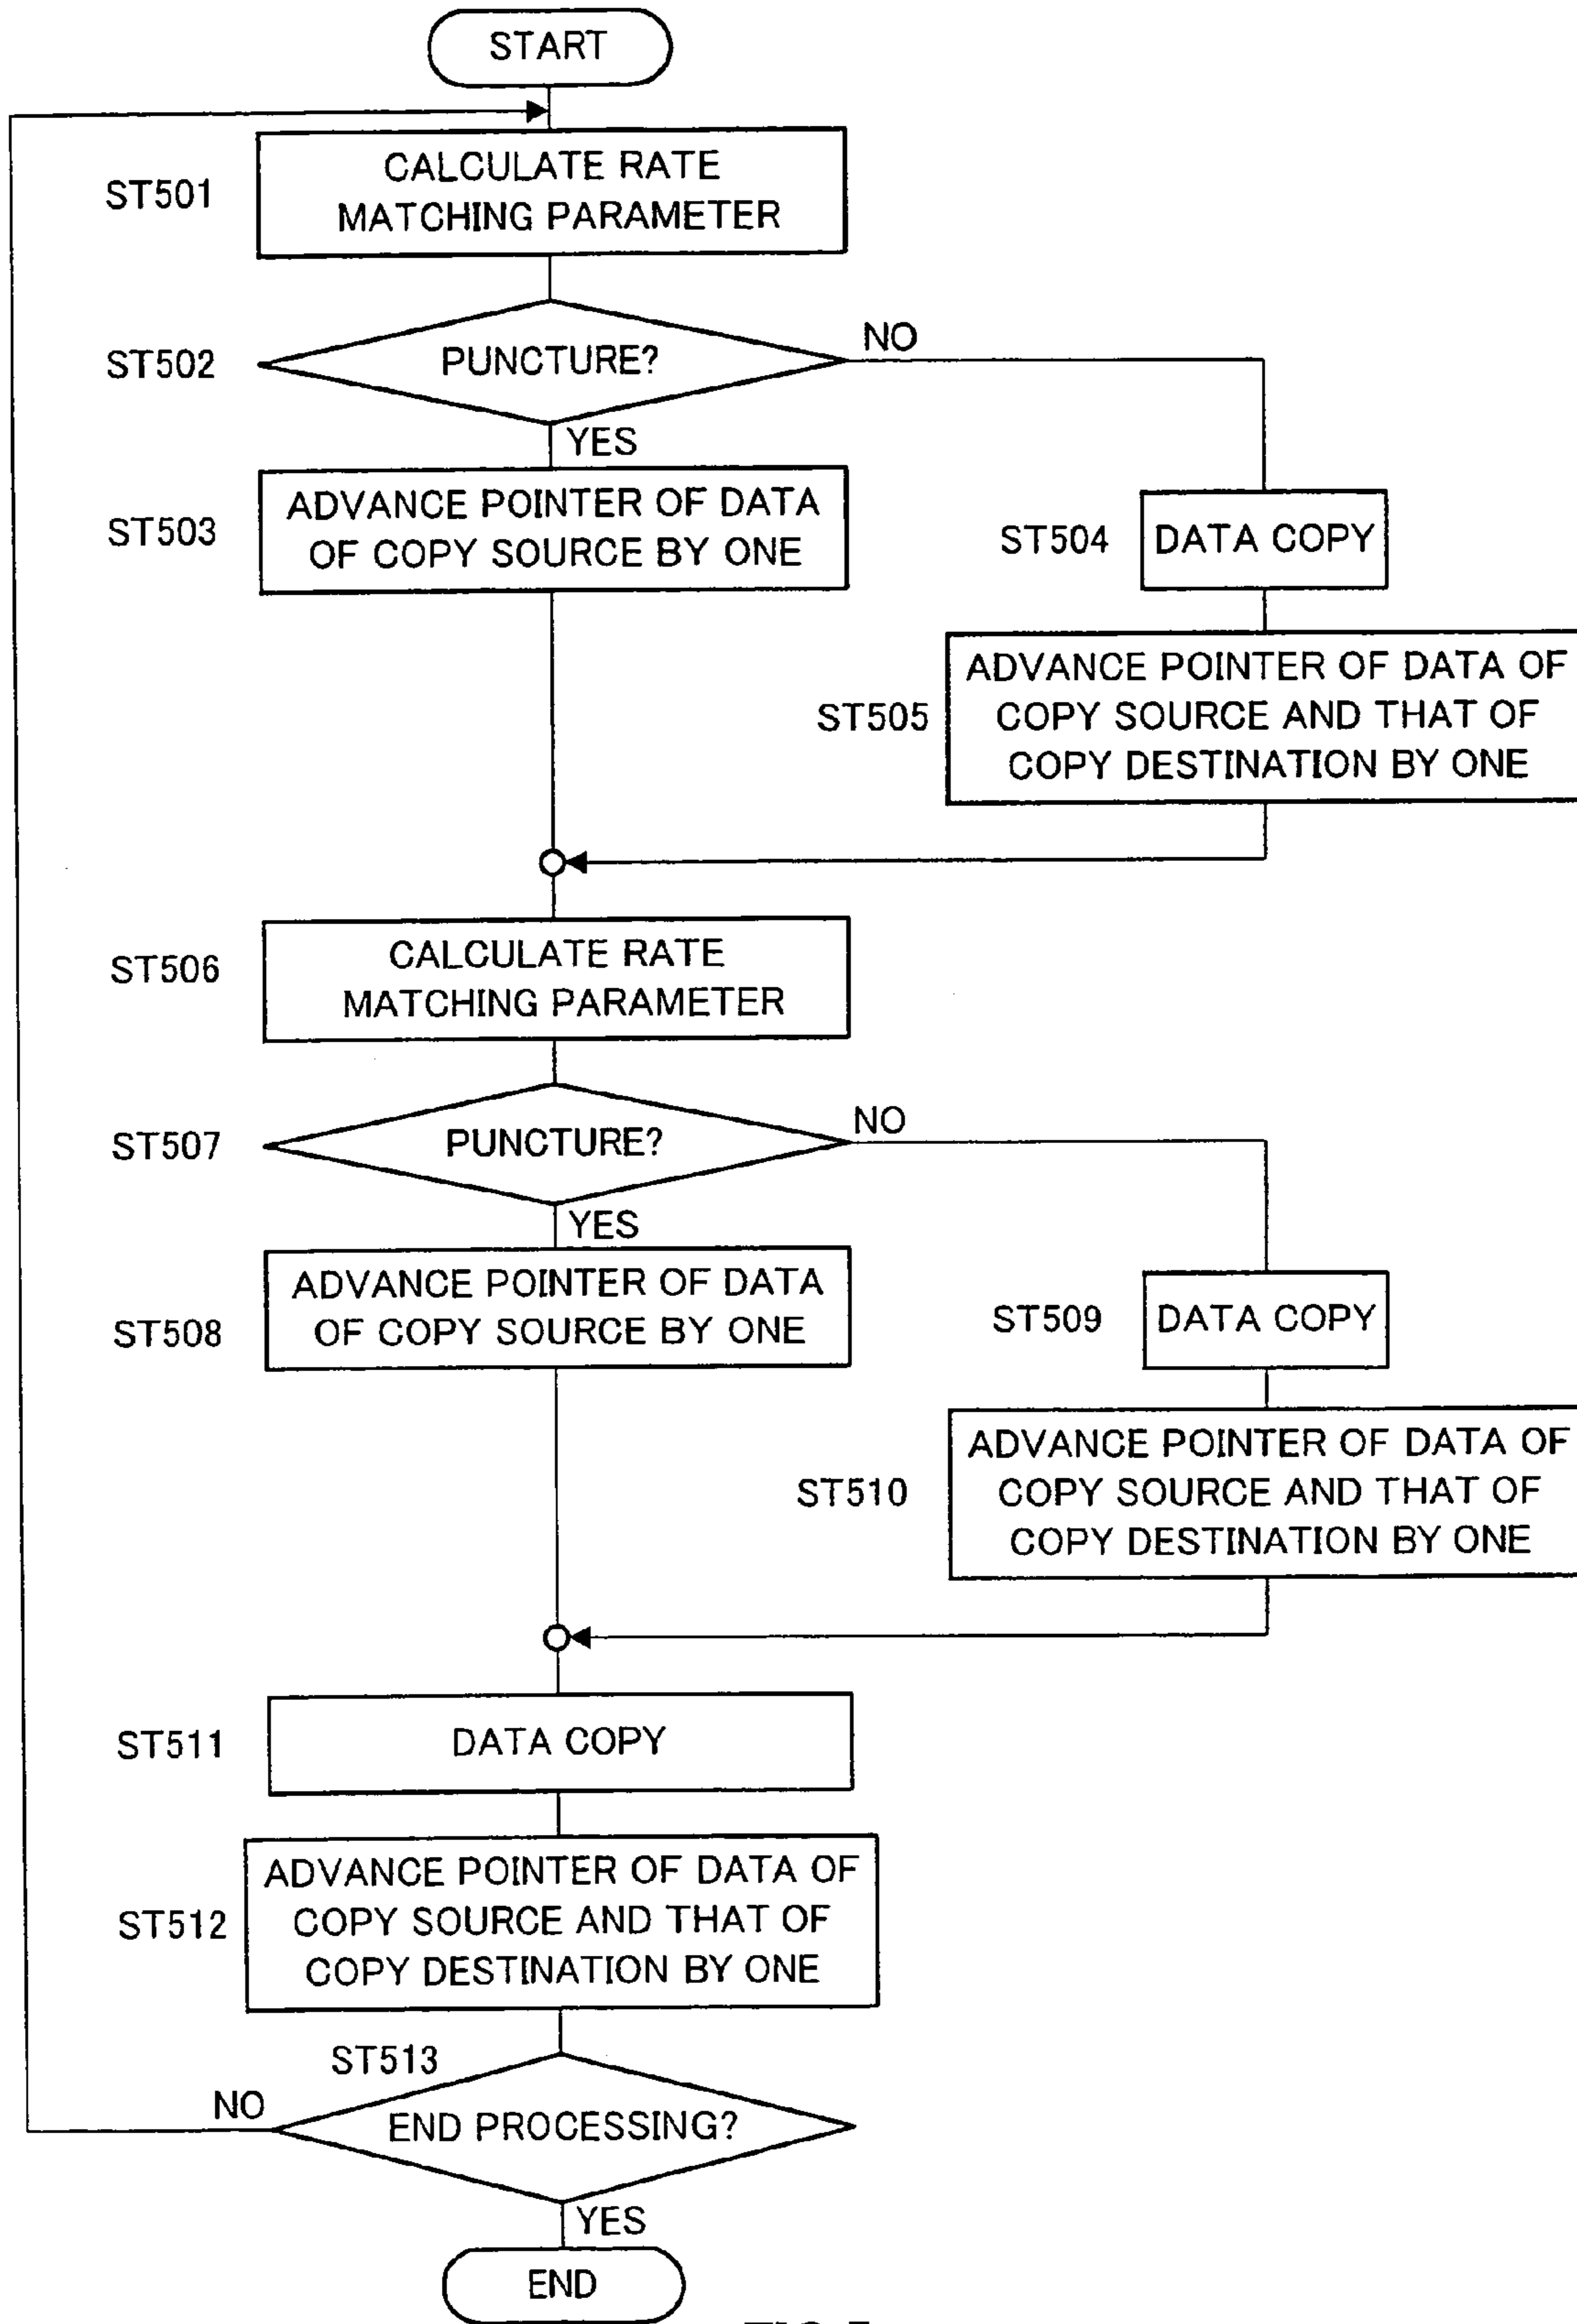 START
ST501
CALCULATE RATE
MATCHING PARAMETER
ST502
PUNCTURE?
NO
YES
ST503
ADVANCE POINTER OF DATA
OF COPY SOURCE BY ONE
ST504
DATA COPY
ST505
ADVANCE POINTER OF DATA OF
COPY SOURCE AND THAT OF
COPY DESTINATION BY ONE
ST506
CALCULATE RATE
MATCHING PARAMETER
ST507
PUNCTURE?
NO
YES
ST508
ADVANCE POINTER OF DATA
OF COPY SOURCE BY ONE
ST509
DATA COPY
ST510
ADVANCE POINTER OF DATA OF
COPY SOURCE AND THAT OF
COPY DESTINATION BY ONE
ST511
DATA COPY
ST512
ADVANCE POINTER OF DATA OF
COPY SOURCE AND THAT OF
COPY DESTINATION BY ONE
ST513
NO
END PROCESSING?
YES
END